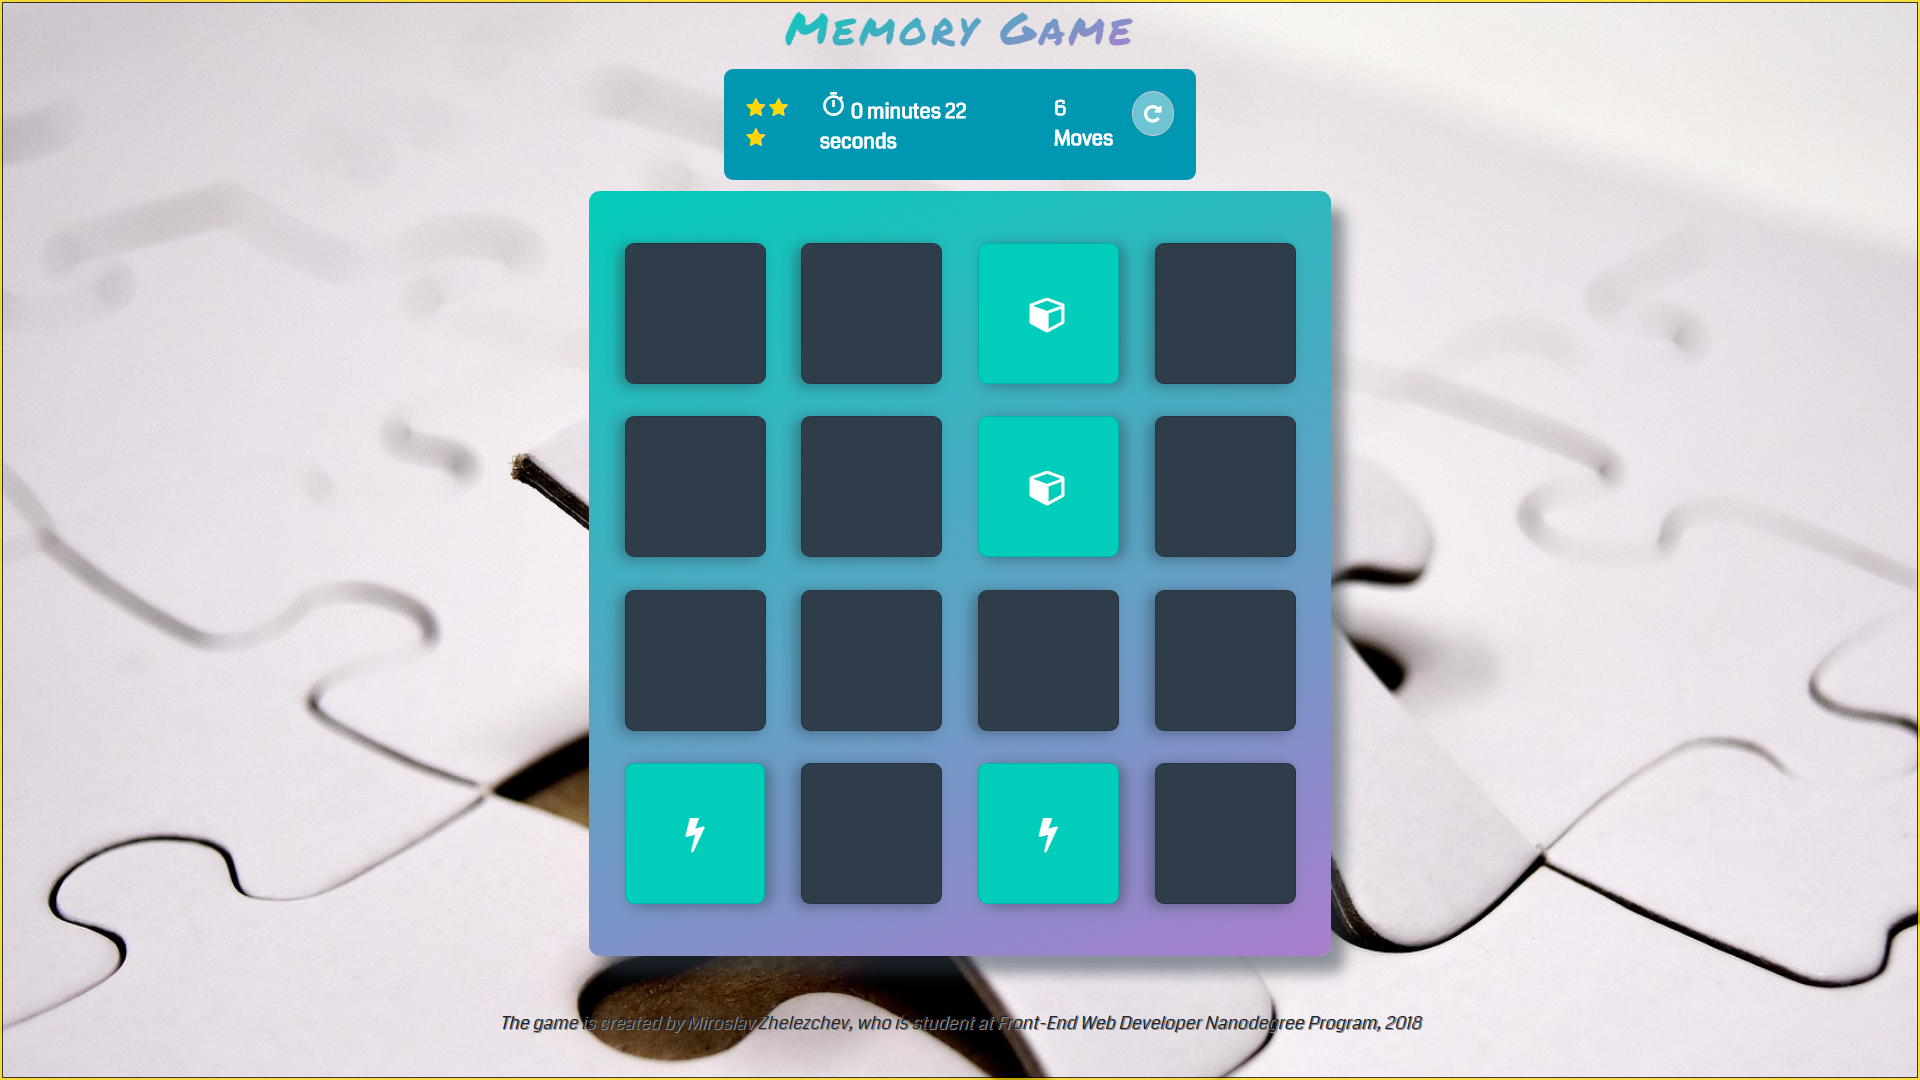 Memory Game
0 minutes 22
seconds
6
Moves
The game is created by Miroslav Zhelezchev, who is student at Front-End Web Developer Nanodegree Program, 2018